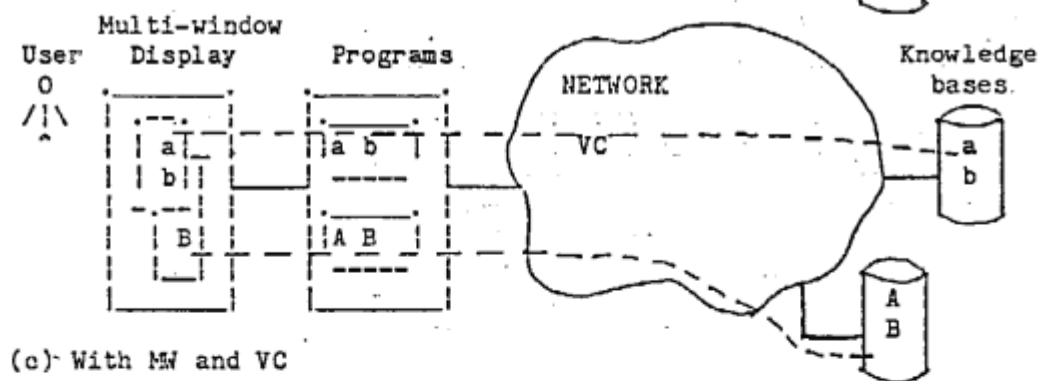 Multi-window
User Display Programs Knowledge
bases
NETWORK
VC
a
b
a b
a
b
B
A B
A
B
(c) With MW and VC